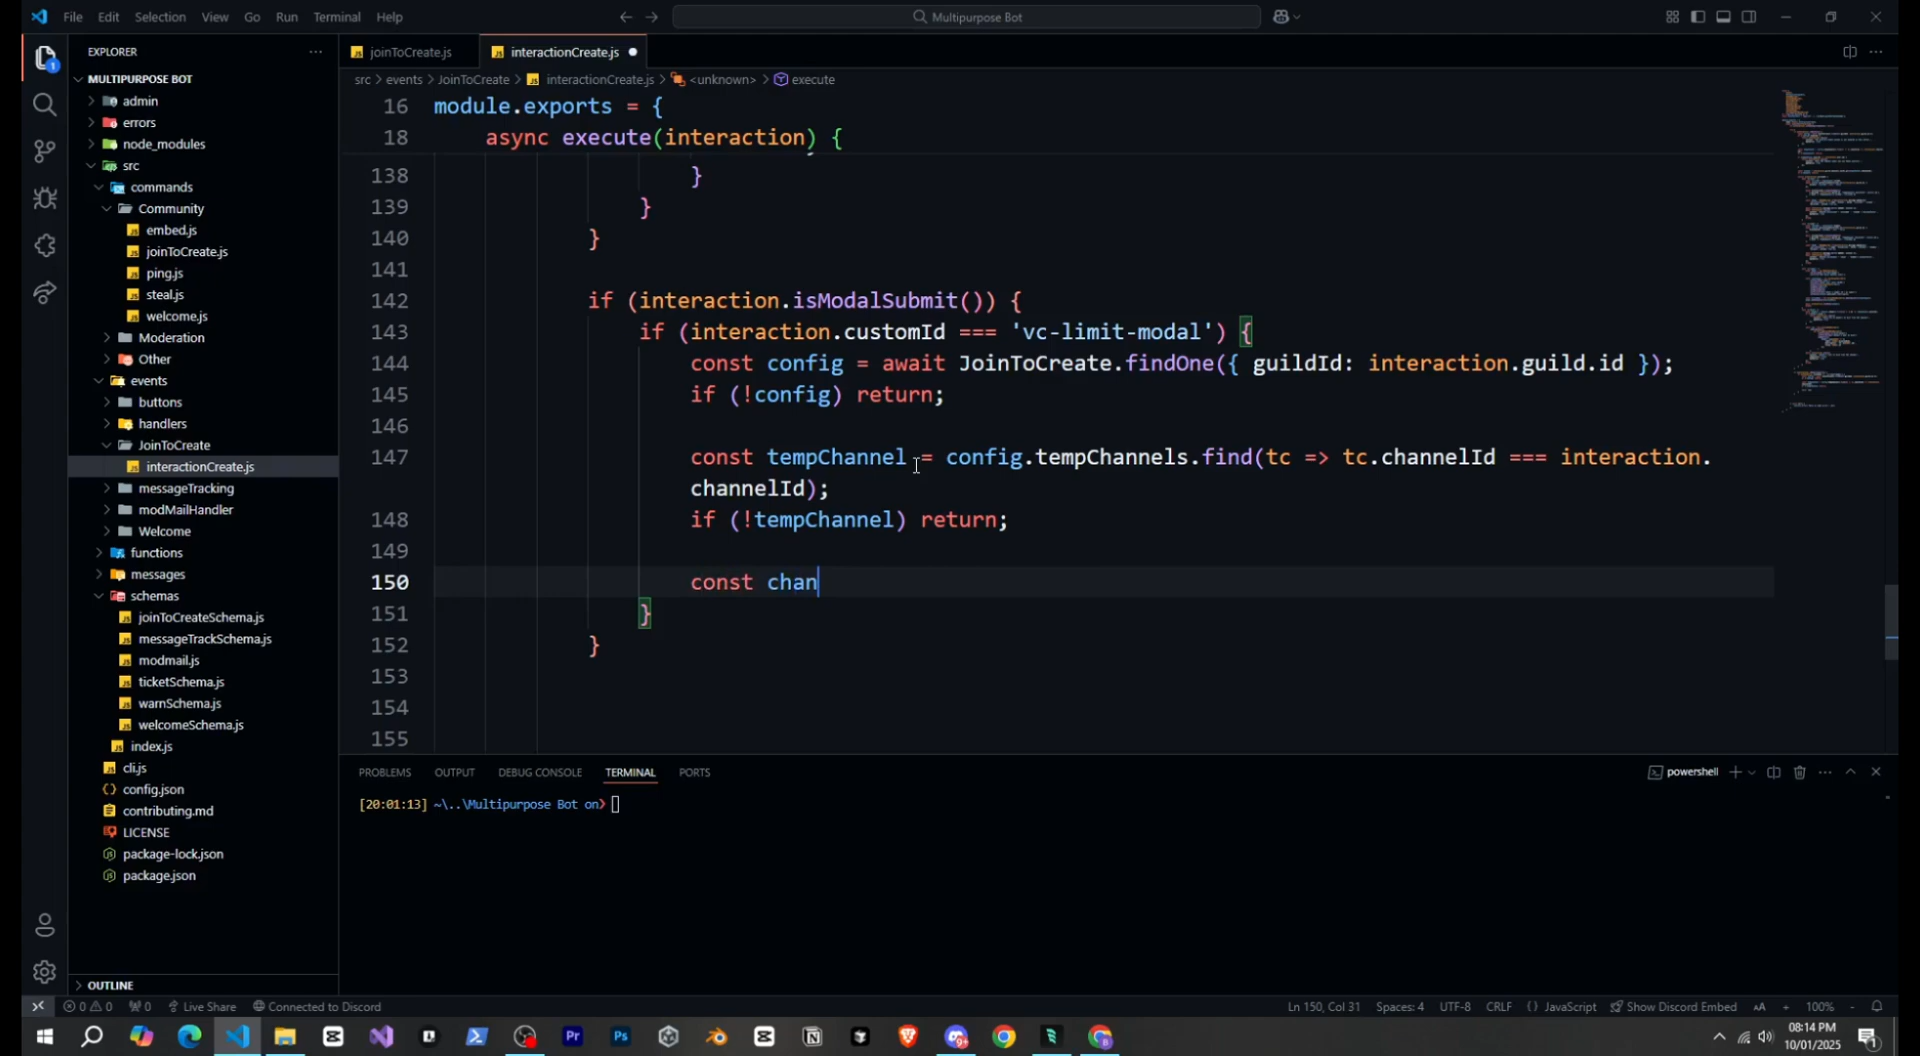 File Edit Selection View Go Run Terminal Help
Multipurpose Bot
EXPLORER
MULTIPURPOSE BOT
admin
errors
node_modules
src
commands
Community
embed.js
joinToCreate.js
ping.js
steal.js
welcome.js
Moderation
Other
events
buttons
handlers
JoinToCreate
interactionCreate.js
messageTracking
modMailHandler
Welcome
functions
messages
schemas
joinToCreateSchema.js
messageTrackSchema.js
modmail.js
ticketSchema.js
warnSchema.js
welcomeSchema.js
index.js
cli.js
config.json
contributing.md
LICENSE
package-lock.json
package.json
OUTLINE
joinToCreate.js interactionCreate.js
src > events > JoinToCreate > interactionCreate.js > <unknown> > execute
16 module.exports = {
18 async execute(interaction) {
138 }
139 }
140 }
141
142 if (interaction.isModalSubmit()) {
143 if (interaction.customId === 'vc-limit-modal') {
144 const config = await JoinToCreate.findOne({ guildId: interaction.guild.id });
145 if (!config) return;
146
147 const tempChannel = config.tempChannels.find(tc => tc.channelId === interaction.
channelId);
148 if (!tempChannel) return;
149
150 const chan
151 }
152 }
153
154
155
PROBLEMS OUTPUT DEBUG CONSOLE TERMINAL PORTS
powershell
[20:01:13] ~\..\Multipurpose Bot on>
0 0 0 Live Share Connected to Discord
Ln 150, Col 31 Spaces: 4 UTF-8 CRLF {} JavaScript Show Discord Embed AA + 100% -
Pr Ps 9+
08:14 PM
10/01/2025